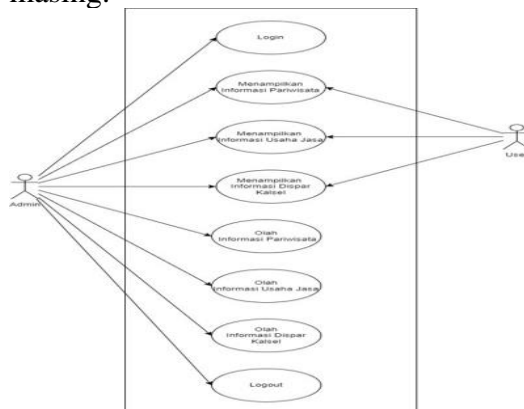 masing.
Login
Menampilkan
Informasi Pariwisata
Menampilkan
Informasi Usaha Jasa
Menampilkan
Informasi Dispar
Kalsel
Olah
Informasi Pariwisata
Olah
Informasi Usaha Jasa
Olah
Informasi Dispar
Kalsel
Logout
Admin
User